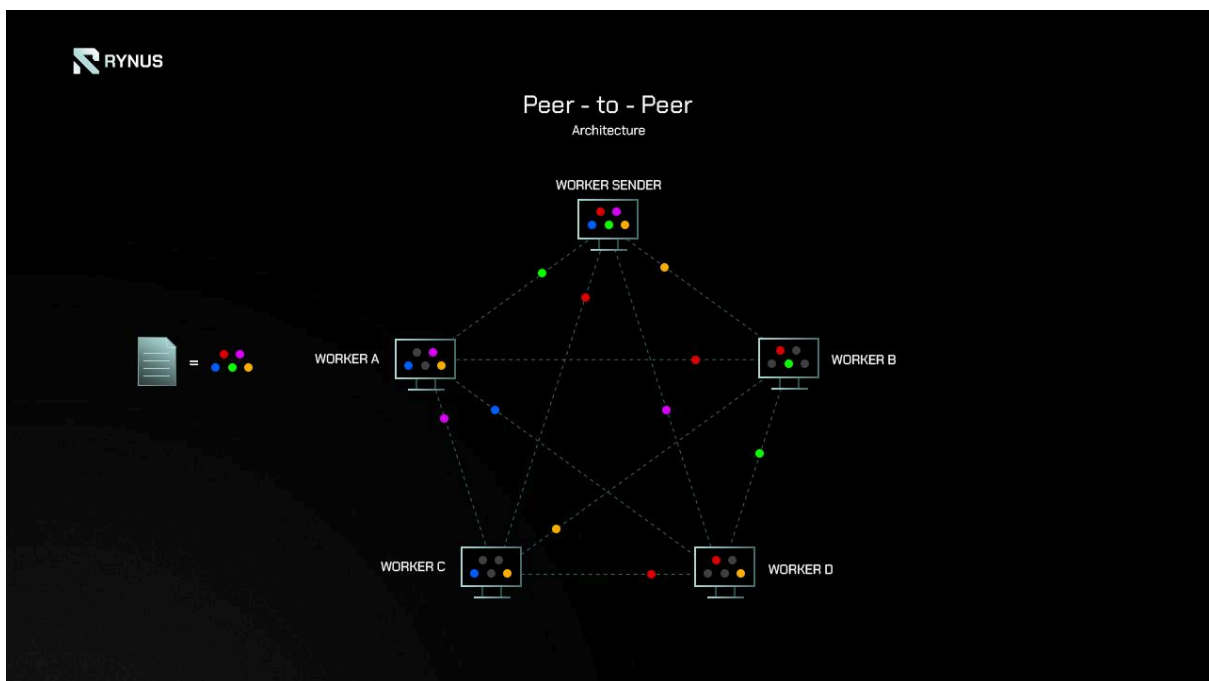 RYNUS
Peer - to - Peer
Architecture
WORKER SENDER
WORKER A
=
WORKER B
WORKER C
WORKER D